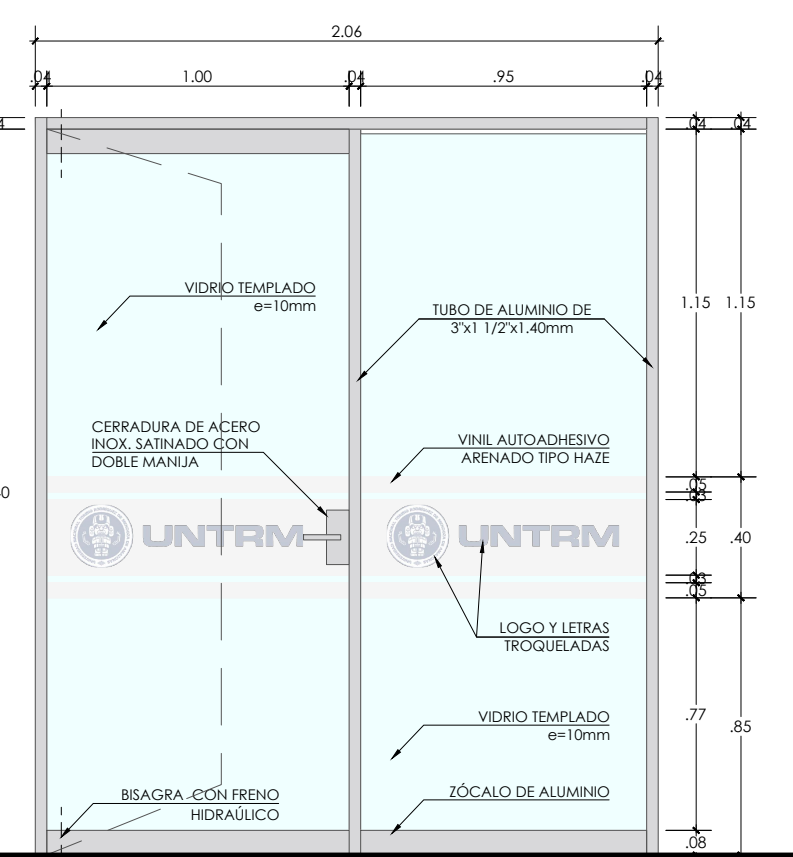 2.06
.04 1.00 .04 .95 .04
.04 .04
VIDRIO TEMPLADO
e=10mm
TUBO DE ALUMINIO DE
3"x1 1/2"x1.40mm
1.15 1.15
CERRADURA DE ACERO
INOX. SATINADO CON
DOBLE MANIJA
VINIL AUTOADHESIVO
ARENADO TIPO HAZE
.05
.03
UNTRM UNTRM
.25 .40
.03
.05
LOGO Y LETRAS
TROQUELADAS
VIDRIO TEMPLADO
e=10mm
.77 .85
BISAGRA CON FRENO
HIDRAÚLICO
ZÓCALO DE ALUMINIO
.08